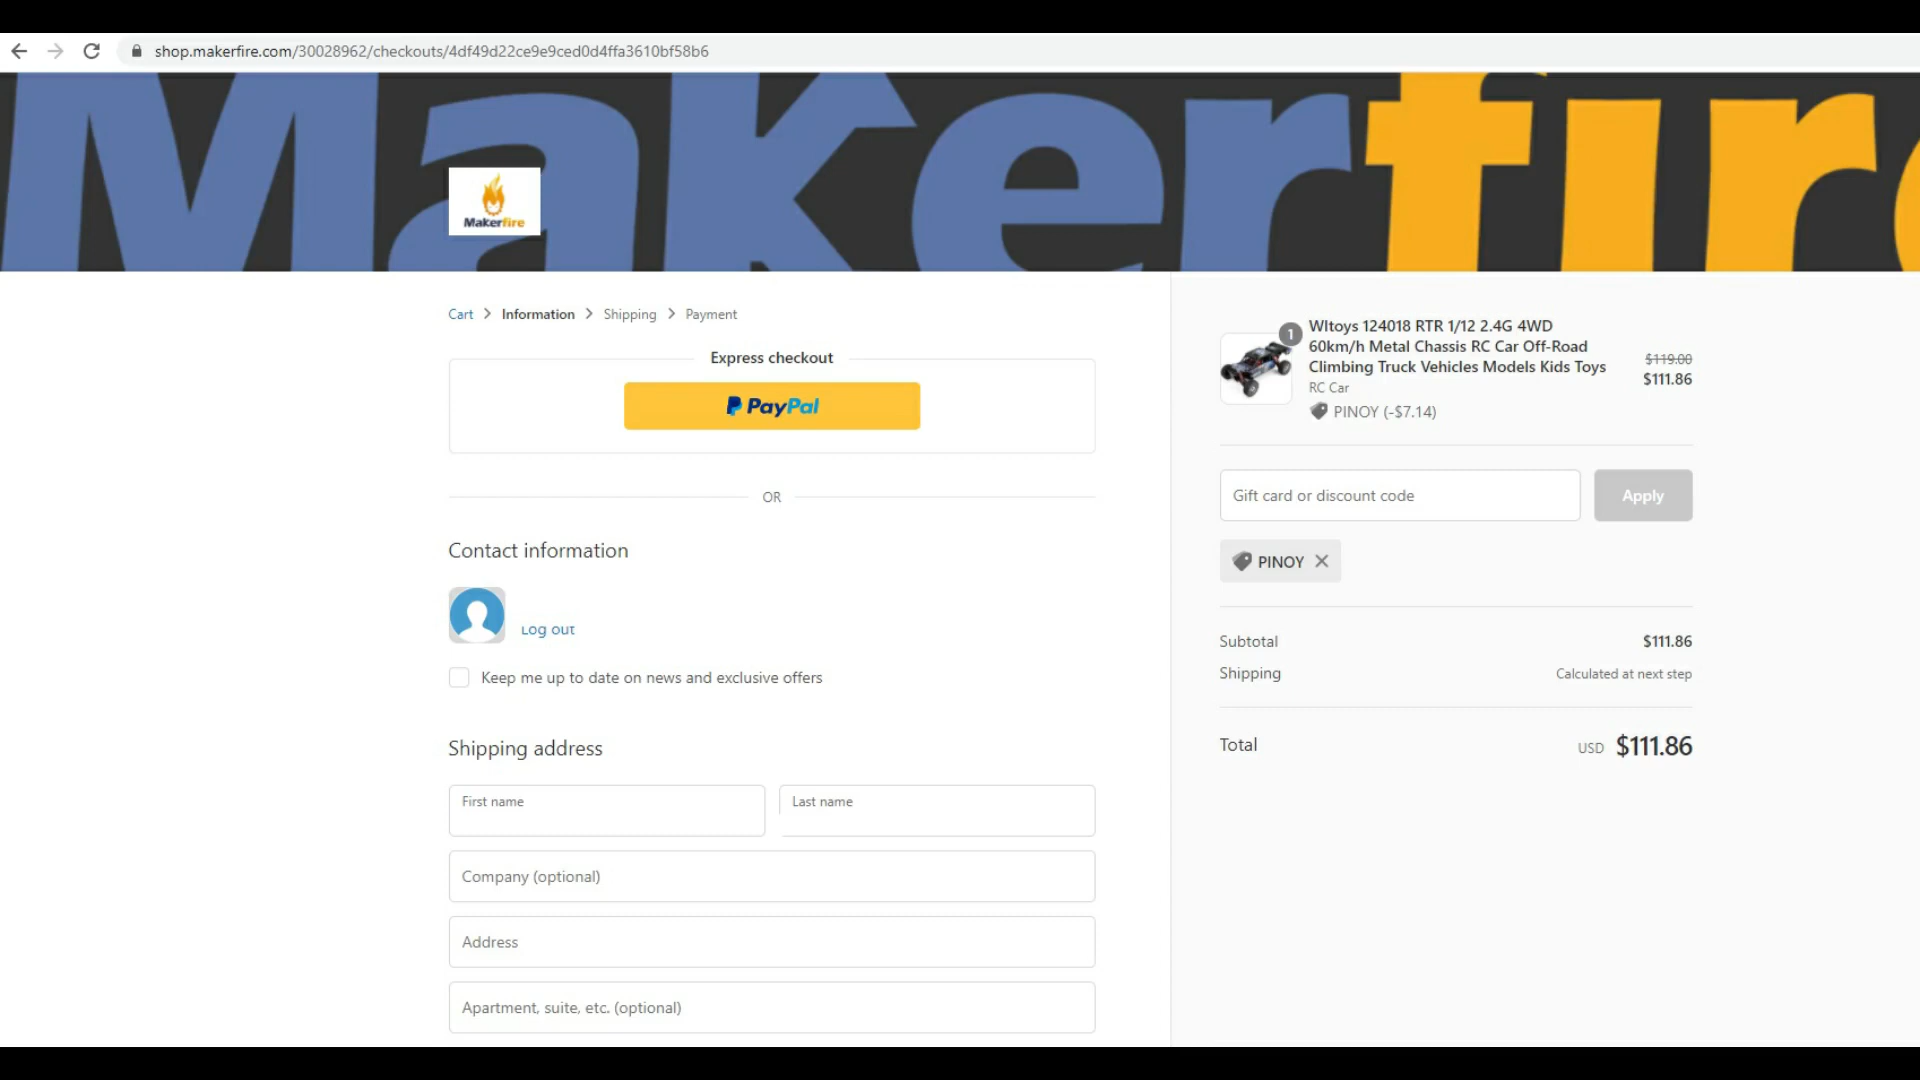 shop.makerfire.com/30028962/checkouts/4df49d22ce9e9ced0d4ffa3610bf58b6
Makerfire
Makerfire
Cart > Information > Shipping > Payment
Express checkout
PayPal
OR
Contact information
Log out
Keep me up to date on news and exclusive offers
Shipping address
First name
Last name
Company (optional)
Address
Apartment, suite, etc. (optional)
1
Wltoys 124018 RTR 1/12 2.4G 4WD
60km/h Metal Chassis RC Car Off-Road
Climbing Truck Vehicles Models Kids Toys
RC Car
PINOY (-$7.14)
$119.00
$111.86
Gift card or discount code
Apply
PINOY
Subtotal $111.86
Shipping Calculated at next step
Total USD $111.86